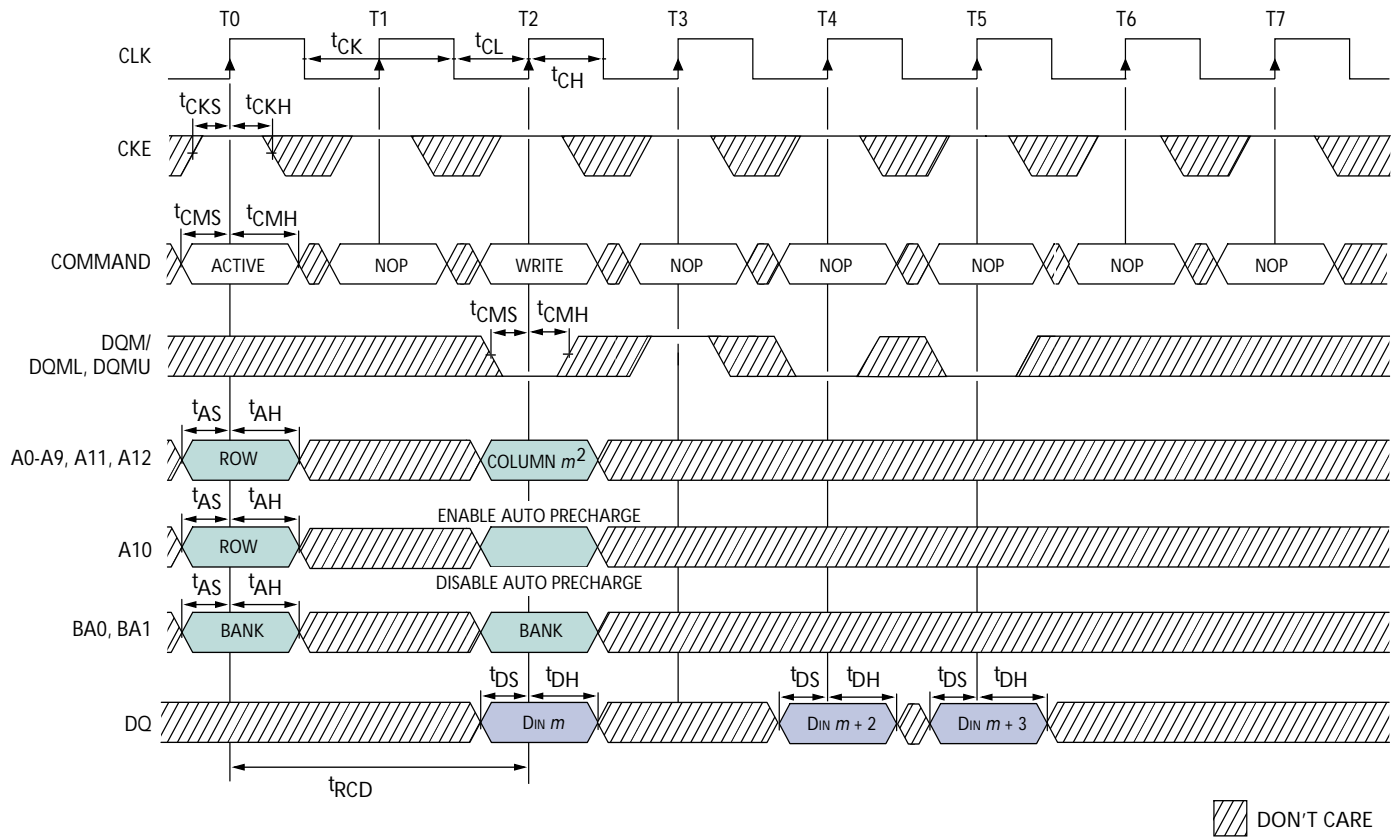 T0 T1 T2 T3 T4 T5 T6 T7
CLK
tCK tCL
tCH
tCKS tCKH
CKE
tCMS tCMH
COMMAND ACTIVE NOP WRITE NOP NOP NOP NOP NOP
tCMS tCMH
DQM/
DQML, DQMU
tAS tAH
A0-A9, A11, A12 ROW COLUMN m2
tAS tAH
ENABLE AUTO PRECHARGE
A10 ROW
DISABLE AUTO PRECHARGE
tAS tAH
BA0, BA1 BANK BANK
tDS tDH tDS tDH tDS tDH
DQ DIN m DIN m + 2 DIN m + 3
tRCD
DON'T CARE